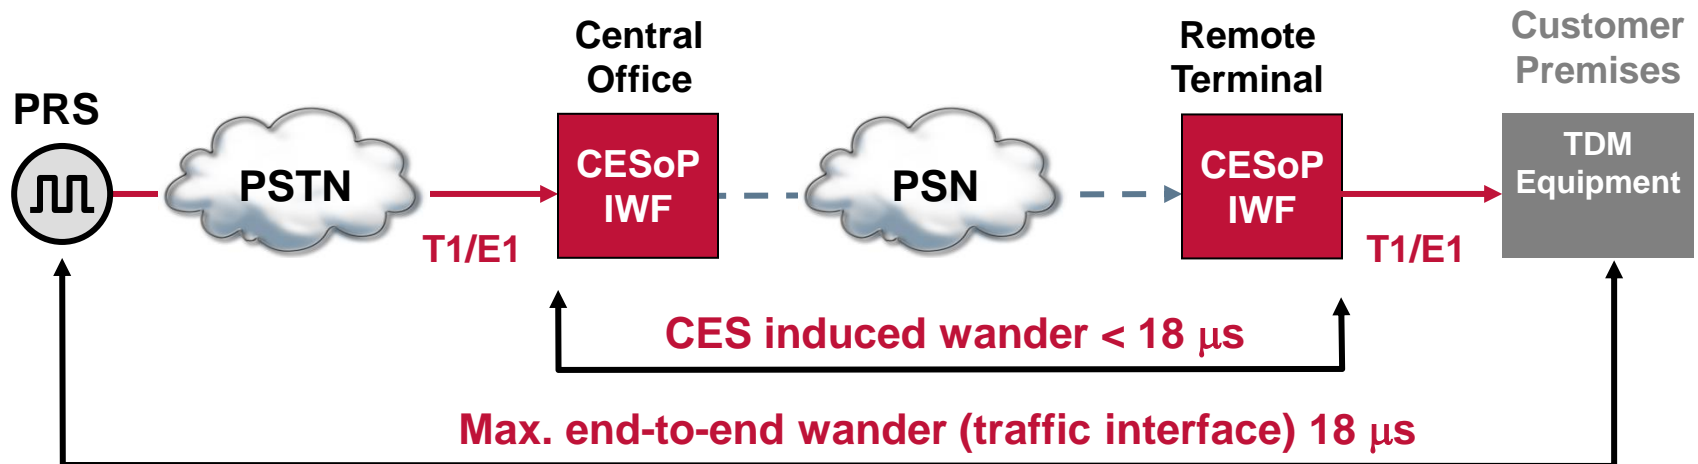 Central
Office
Remote
Terminal
Customer
Premises
PRS
PSTN
CESoP
IWF
PSN
CESoP
IWF
TDM
Equipment
T1/E1
T1/E1
CES induced wander < 18 μs
Max. end-to-end wander (traffic interface) 18 μs